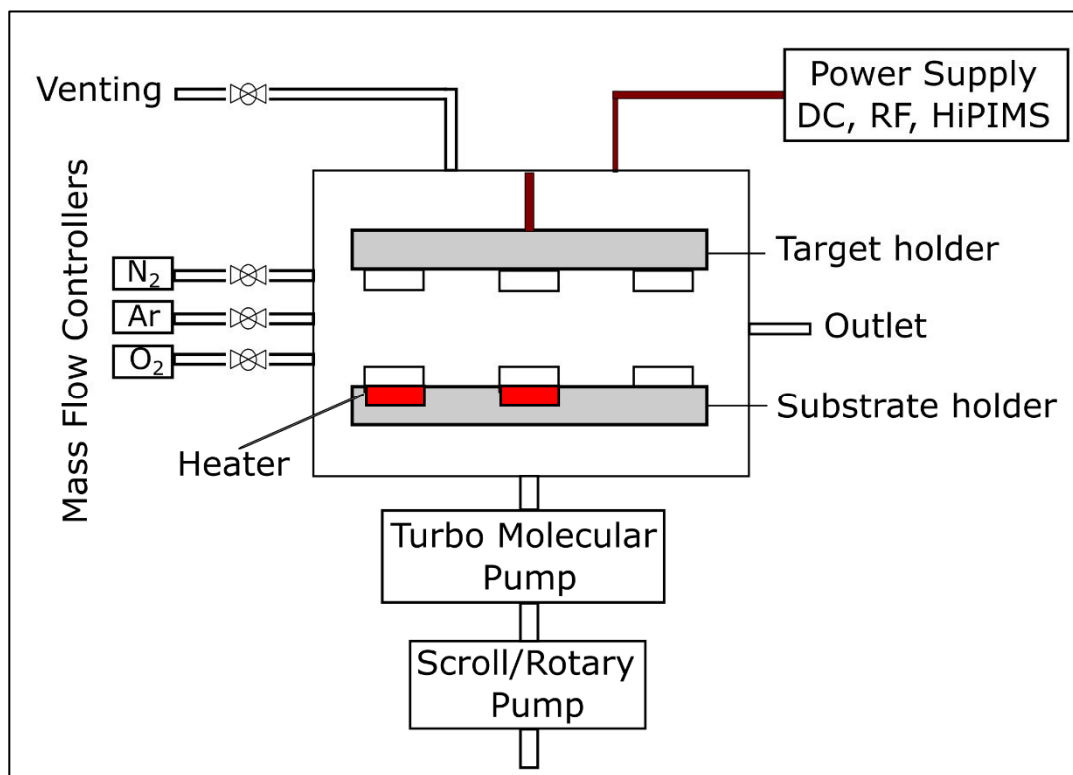 Venting
Power Supply
DC, RF, HiPIMS
Mass Flow Controllers
N₂
Ar
O₂
Target holder
Outlet
Substrate holder
Heater
Turbo Molecular
Pump
Scroll/Rotary
Pump